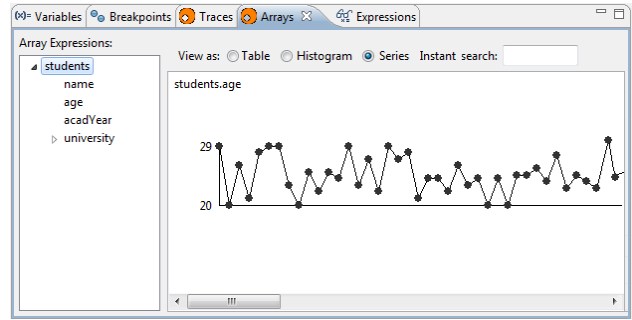 (x)= Variables Breakpoints Traces Arrays Expressions
Array Expressions:
students
name
age
acadYear
university
View as: Table Histogram Series Instant search:
students.age
29
20